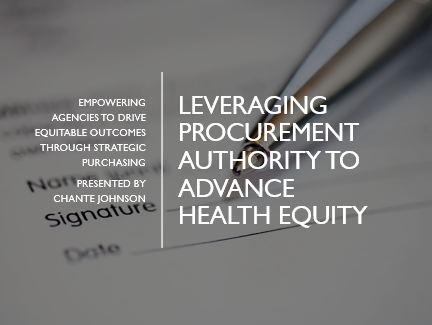 EMPOWERING
AGENCIES TO DRIVE
EQUITABLE OUTCOMES
THROUGH STRATEGIC
PURCHASING
PRESENTED BY
CHANTE JOHNSON
LEVERAGING
PROCUREMENT
AUTHORITY TO
ADVANCE
HEALTH EQUITY
Name
Signature
Date